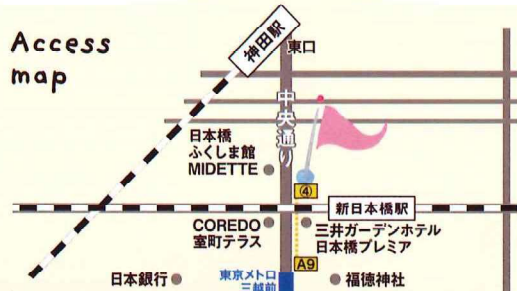 Access
map
神田駅
東口
中央通り
日本橋
ふくしま館
MIDETTE
④
新日本橋駅
COREDO
室町テラス
三井ガーデンホテル
日本橋プレミア
A9
日本銀行
東京メトロ
三越前
福徳神社